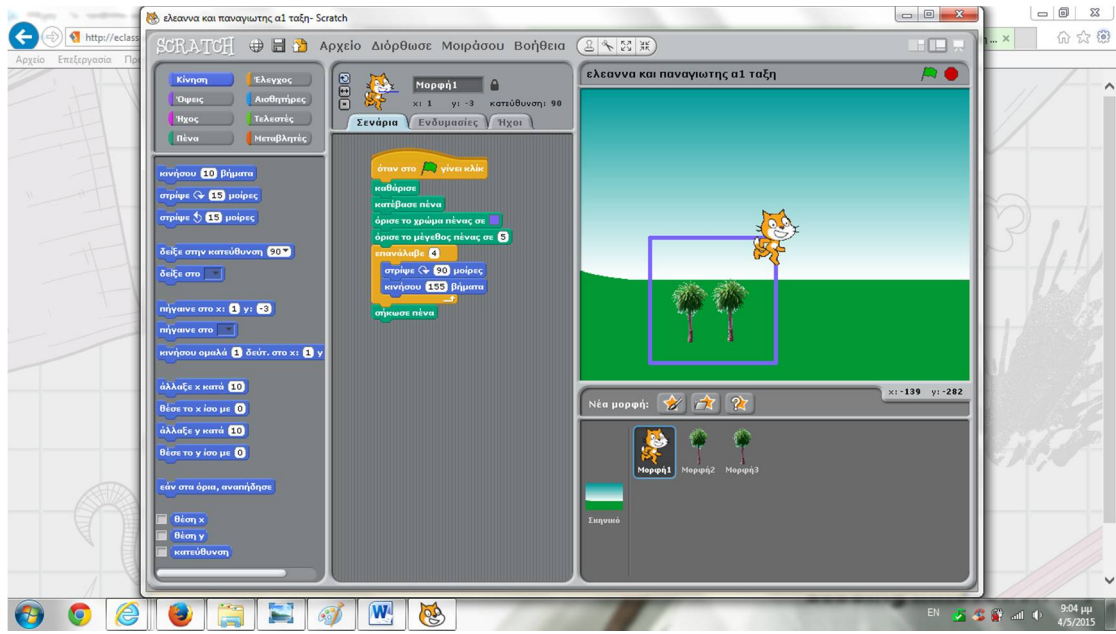 ελεαννα και παναγιωτης α1 ταξη- Scratch
http://eclass
Αρχείο Επεξεργασία
SCRATCH Αρχείο Διόρθωσε Μοιράσου Βοήθεια
Κίνηση Έλεγχος
Όψεις Αισθητήρες
Ήχος Τελεστές
Πένα Μεταβλητές
Μορφή1
x: 1 y: -3 κατεύθυνση: 90
Σενάρια Ενδυμασίες Ήχοι
κινήσου 10 βήματα
στρίψε 15 μοίρες
στρίψε 15 μοίρες
δείξε στην κατεύθυνση 90
δείξε στο
πήγαινε στο x: 1 y: -3
πήγαινε στο
κινήσου ομαλά 1 δεύτ. στο x: 1 y
άλλαξε x κατά 10
θέσε το x ίσο με 0
άλλαξε y κατά 10
θέσε το y ίσο με 0
εάν στα όρια, αναπήδησε
θέση x
θέση y
κατεύθυνση
όταν στο γίνει κλίκ
καθάρισε
κατέβασε πένα
όρισε το χρώμα πένας σε
όρισε το μέγεθος πένας σε 5
επανάλαβε 4
στρίψε 90 μοίρες
κινήσου 155 βήματα
σήκωσε πένα
ελεαννα και παναγιωτης α1 ταξη
x: -139 y: -282
Νέα μορφή:
Μορφή1 Μορφή2 Μορφή3
Σκηνικό
EN
9:04 μμ
4/5/2015